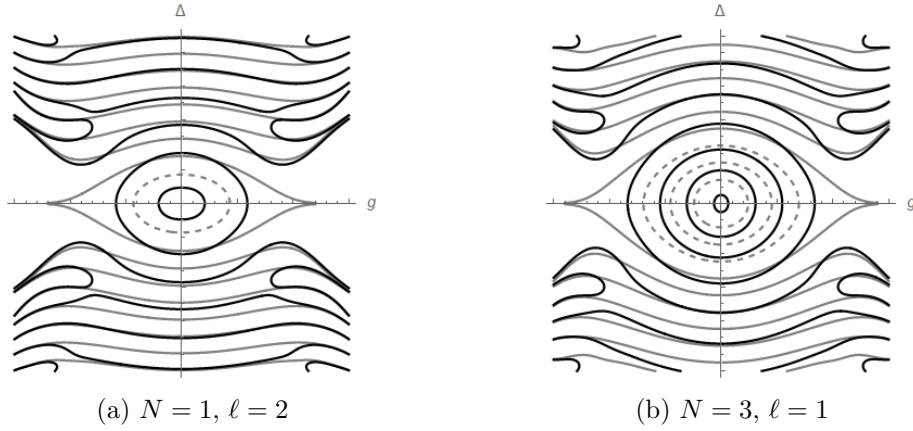 Δ
g
Δ
g
(a) N = 1, ℓ = 2
(b) N = 3, ℓ = 1